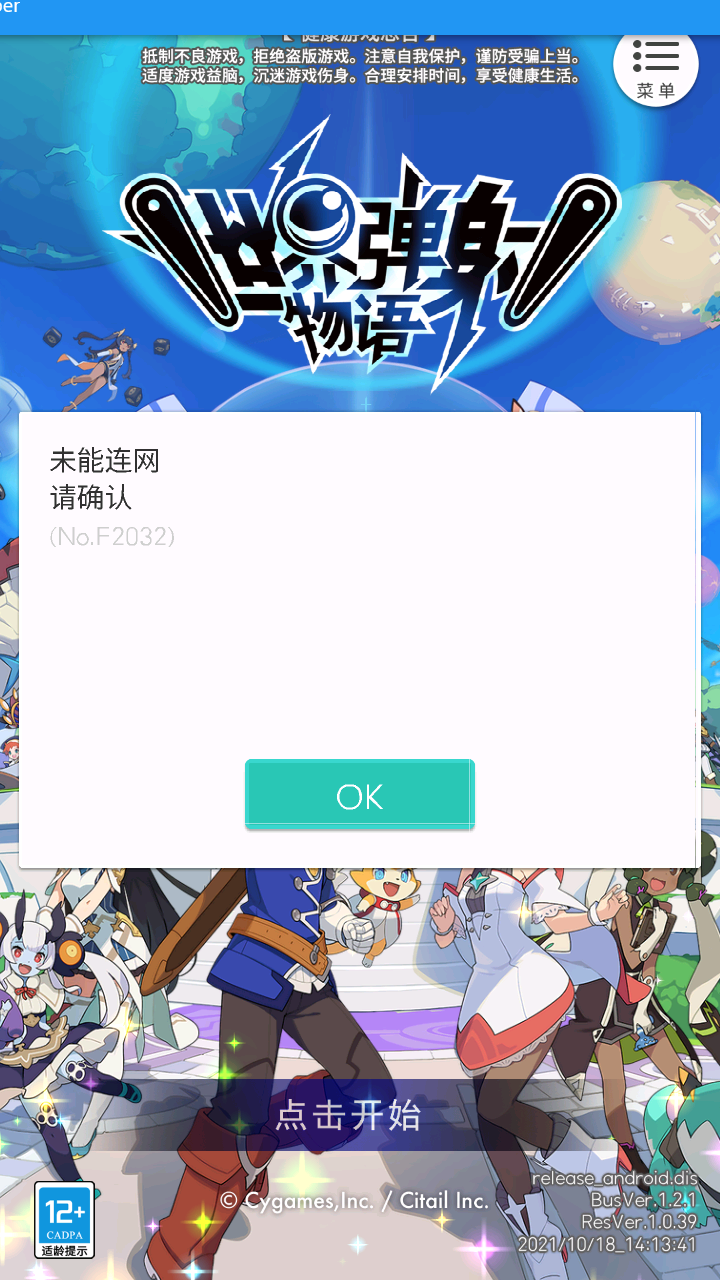 ber
【 健康游戏忠告 】
抵制不良游戏，拒绝盗版游戏。注意自我保护，谨防受骗上当。
适度游戏益脑，沉迷游戏伤身。合理安排时间，享受健康生活。
菜单
世界弹射
物语
未能连网
请确认
(No.F2032)
OK
点击开始
release_android.dis
© Cygames,Inc. / Citail Inc.
BusVer.1.2.1
ResVer.1.0.39
2021/10/18_14:13:41
12+
CADPA
适龄提示